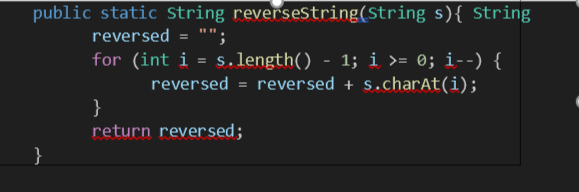 public static String reverseString(String s){ String
reversed = "";
for (int i = s.length() - 1; i >= 0; i--) {
reversed = reversed + s.charAt(i);
}
return reversed;
}